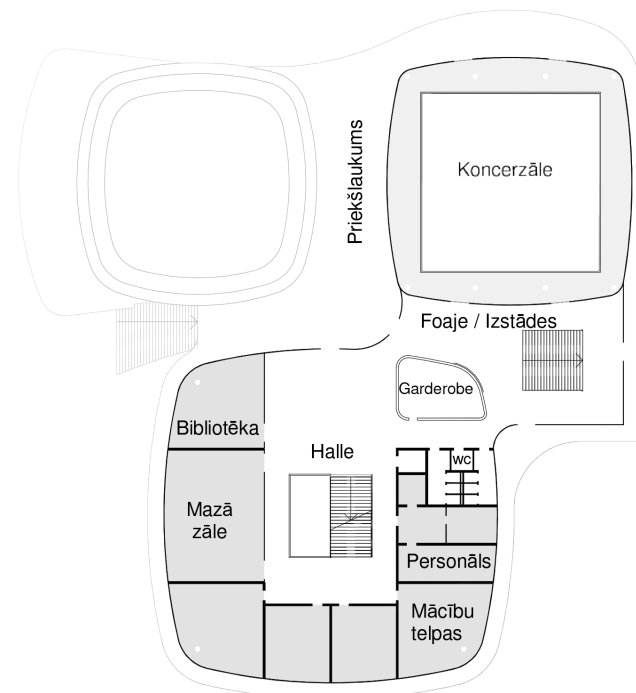 Priekšlaukums
Koncerzāle
Foaje / Izstādes
Garderobe
Bibliotēka
Halle
wc
Mazā
zāle
Personāls
Mācību
telpas